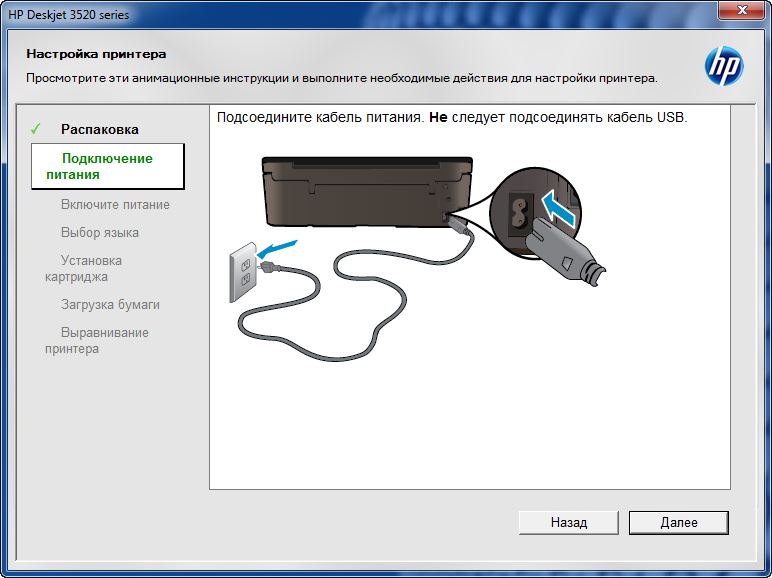 HP Deskjet 3520 series
Настройка принтера
Просмотрите эти анимационные инструкции и выполните необходимые действия для настройки принтера.
hp
✓ Распаковка
Подключение
питания
Включите питание
Выбор языка
Установка
картриджа
Загрузка бумаги
Выравнивание
принтера
Подсоедините кабель питания. Не следует подсоединять кабель USB.
Назад
Далее